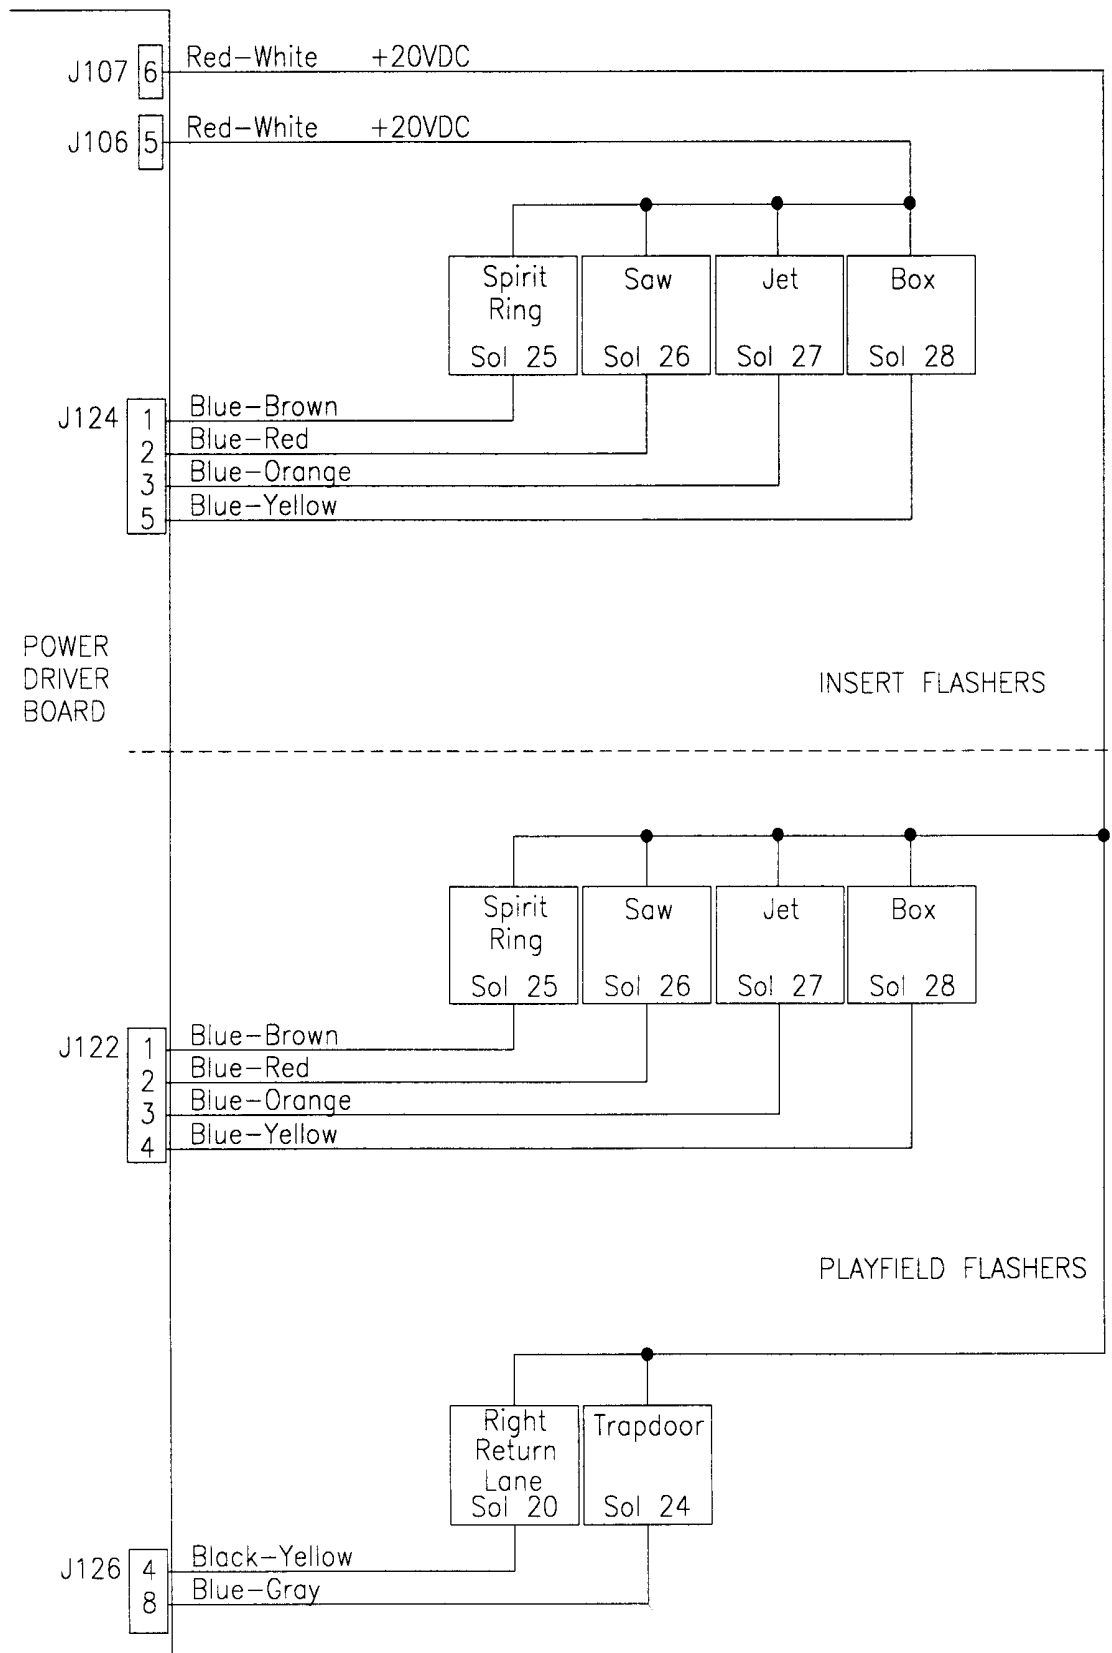 J107 6 Red-White +20VDC
J106 5 Red-White +20VDC
Spirit Ring Sol 25
Saw Sol 26
Jet Sol 27
Box Sol 28
J124
1 Blue-Brown
2 Blue-Red
3 Blue-Orange
5 Blue-Yellow
POWER
DRIVER
BOARD
INSERT FLASHERS
Spirit Ring Sol 25
Saw Sol 26
Jet Sol 27
Box Sol 28
J122
1 Blue-Brown
2 Blue-Red
3 Blue-Orange
4 Blue-Yellow
PLAYFIELD FLASHERS
Right Return Lane Sol 20
Trapdoor Sol 24
J126
4 Black-Yellow
8 Blue-Gray